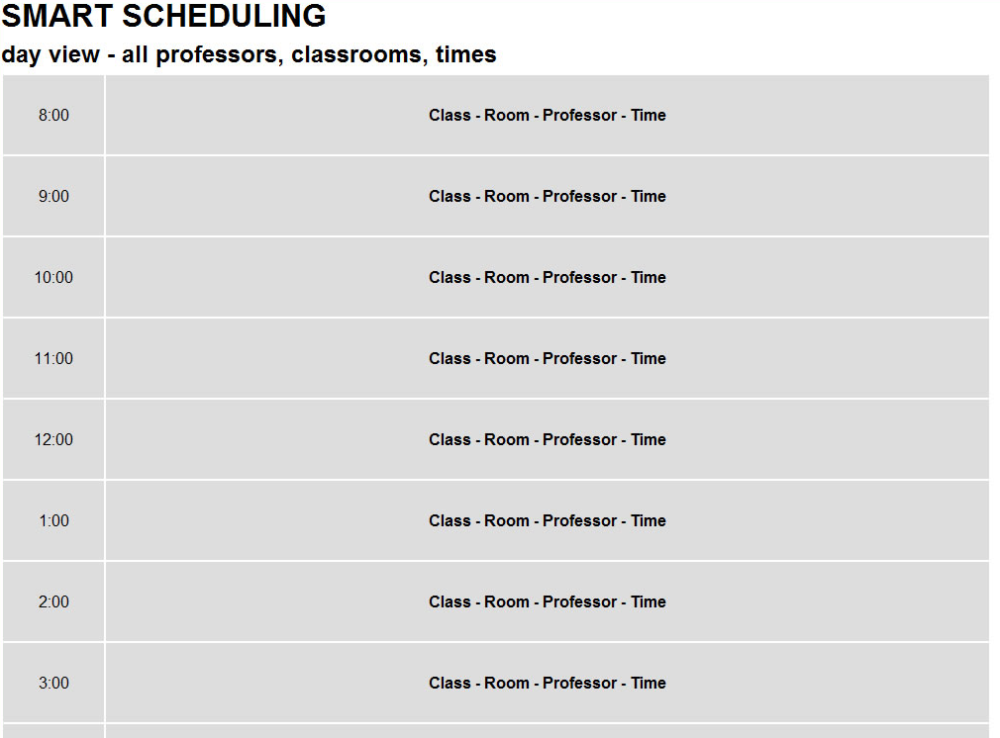 SMART SCHEDULING
day view - all professors, classrooms, times
8:00 Class - Room - Professor - Time
9:00 Class - Room - Professor - Time
10:00 Class - Room - Professor - Time
11:00 Class - Room - Professor - Time
12:00 Class - Room - Professor - Time
1:00 Class - Room - Professor - Time
2:00 Class - Room - Professor - Time
3:00 Class - Room - Professor - Time